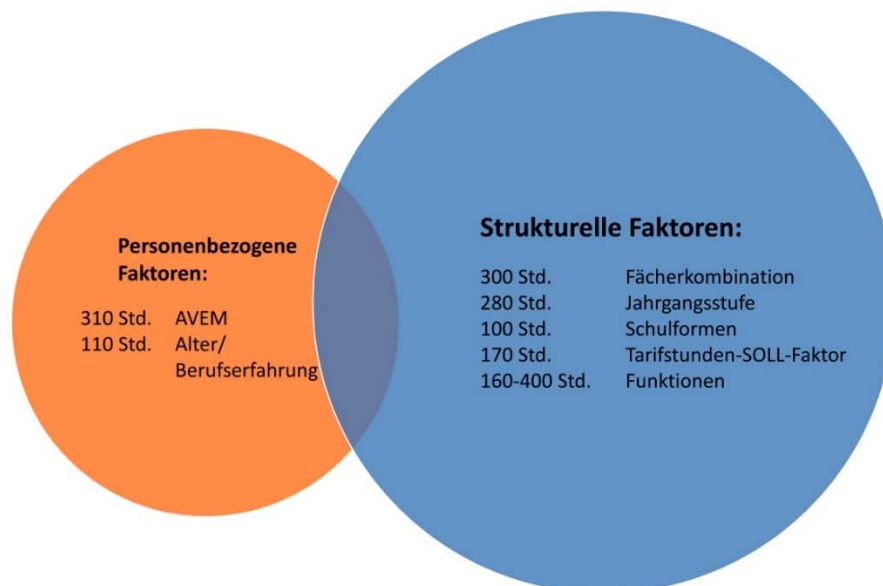 Personenbezogene
Faktoren:
310 Std. AVEM
110 Std. Alter/
Berufserfahrung
Strukturelle Faktoren:
300 Std. Fächerkombination
280 Std. Jahrgangsstufe
100 Std. Schulformen
170 Std. Tarifstunden-SOLL-Faktor
160-400 Std. Funktionen